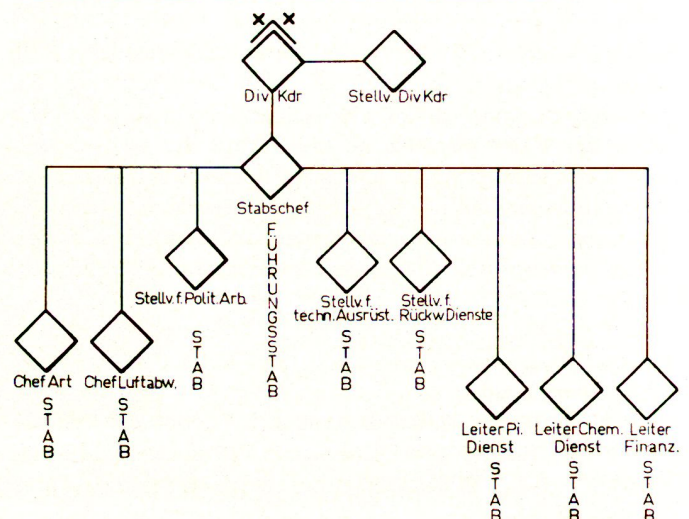 x x
Div Kdr
Stellv. Div Kdr
Stabschef
FÜHRUNGSSTAB
Stellv. f. Polit. Arb.
STAB
Stellv. f.
techn. Ausrüst.
STAB
Stellv. f.
Rückw Dienste
STAB
Chef Art
STAB
Chef Luftabw.
STAB
Leiter Pi.
Dienst
STAB
Leiter Chem.
Dienst
STAB
Leiter
Finanz.
STAB